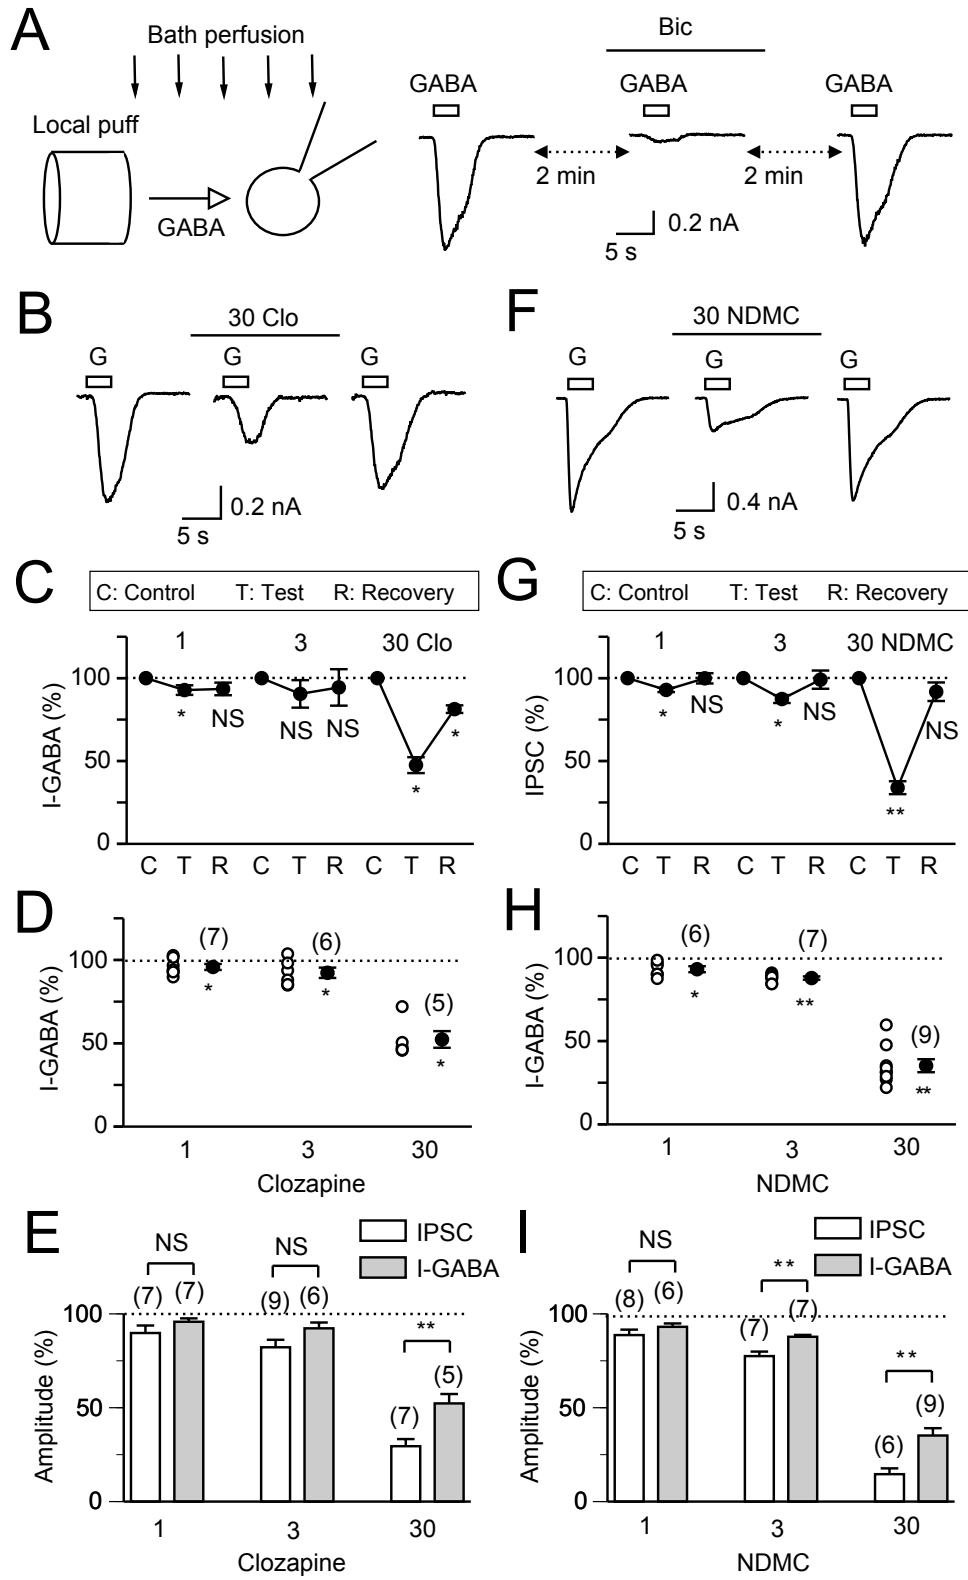 A
Bath perfusion
Local puff
GABA
Bic
GABA
GABA
GABA
2 min
2 min
0.2 nA
5 s
B
30 Clo
G
G
G
0.2 nA
5 s
F
30 NDMC
G
G
G
0.4 nA
5 s
C
C: Control T: Test R: Recovery
1
3
30 Clo
100
50
0
I-GABA (%)
*
NS
NS
NS
*
*
C T R C T R C T R
G
C: Control T: Test R: Recovery
1
3
30 NDMC
100
50
0
IPSC (%)
*
NS
*
NS
**
NS
C T R C T R C T R
D
100
50
0
I-GABA (%)
(7)
(6)
(5)
*
*
*
1 3 30
Clozapine
H
100
50
0
I-GABA (%)
(6)
(7)
(9)
*
**
**
1 3 30
NDMC
E
IPSC
I-GABA
NS
NS
**
(7) (7)
(9) (6)
(7) (5)
100
50
0
Amplitude (%)
1 3 30
Clozapine
I
IPSC
I-GABA
NS
**
**
(8) (6)
(7) (7)
(6) (9)
100
50
0
Amplitude (%)
1 3 30
NDMC